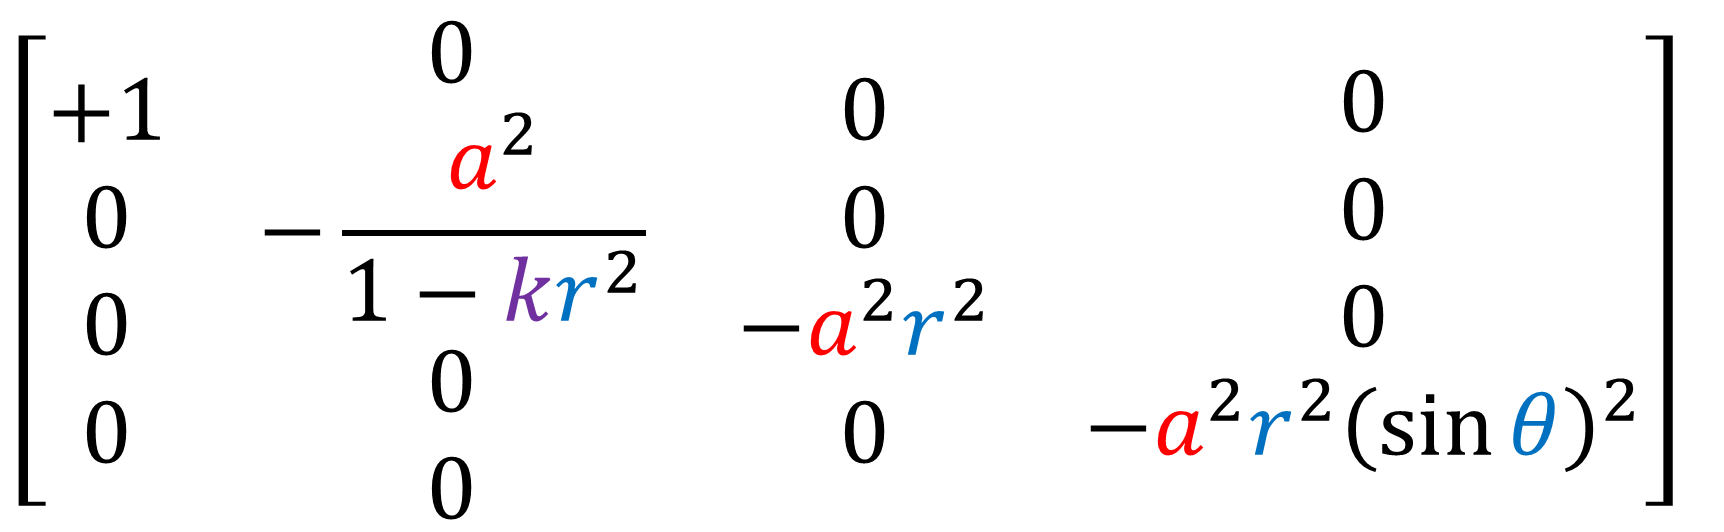 [ +1 0 0 0 ]
0 −a²/(1 − kr²) 0 0
0 0 −a²r² 0
0 0 0 −a²r²(sin θ)²